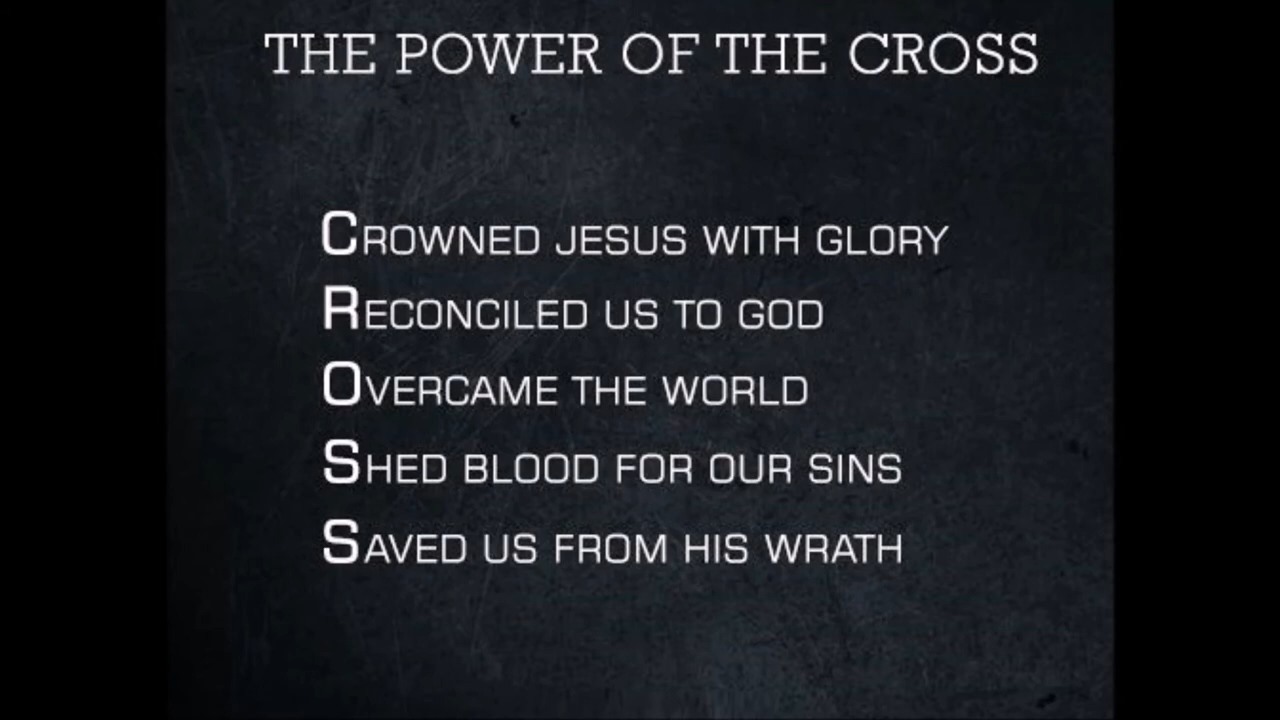 THE POWER OF THE CROSS
CROWNED JESUS WITH GLORY
RECONCILED US TO GOD
OVERCAME THE WORLD
SHED BLOOD FOR OUR SINS
SAVED US FROM HIS WRATH